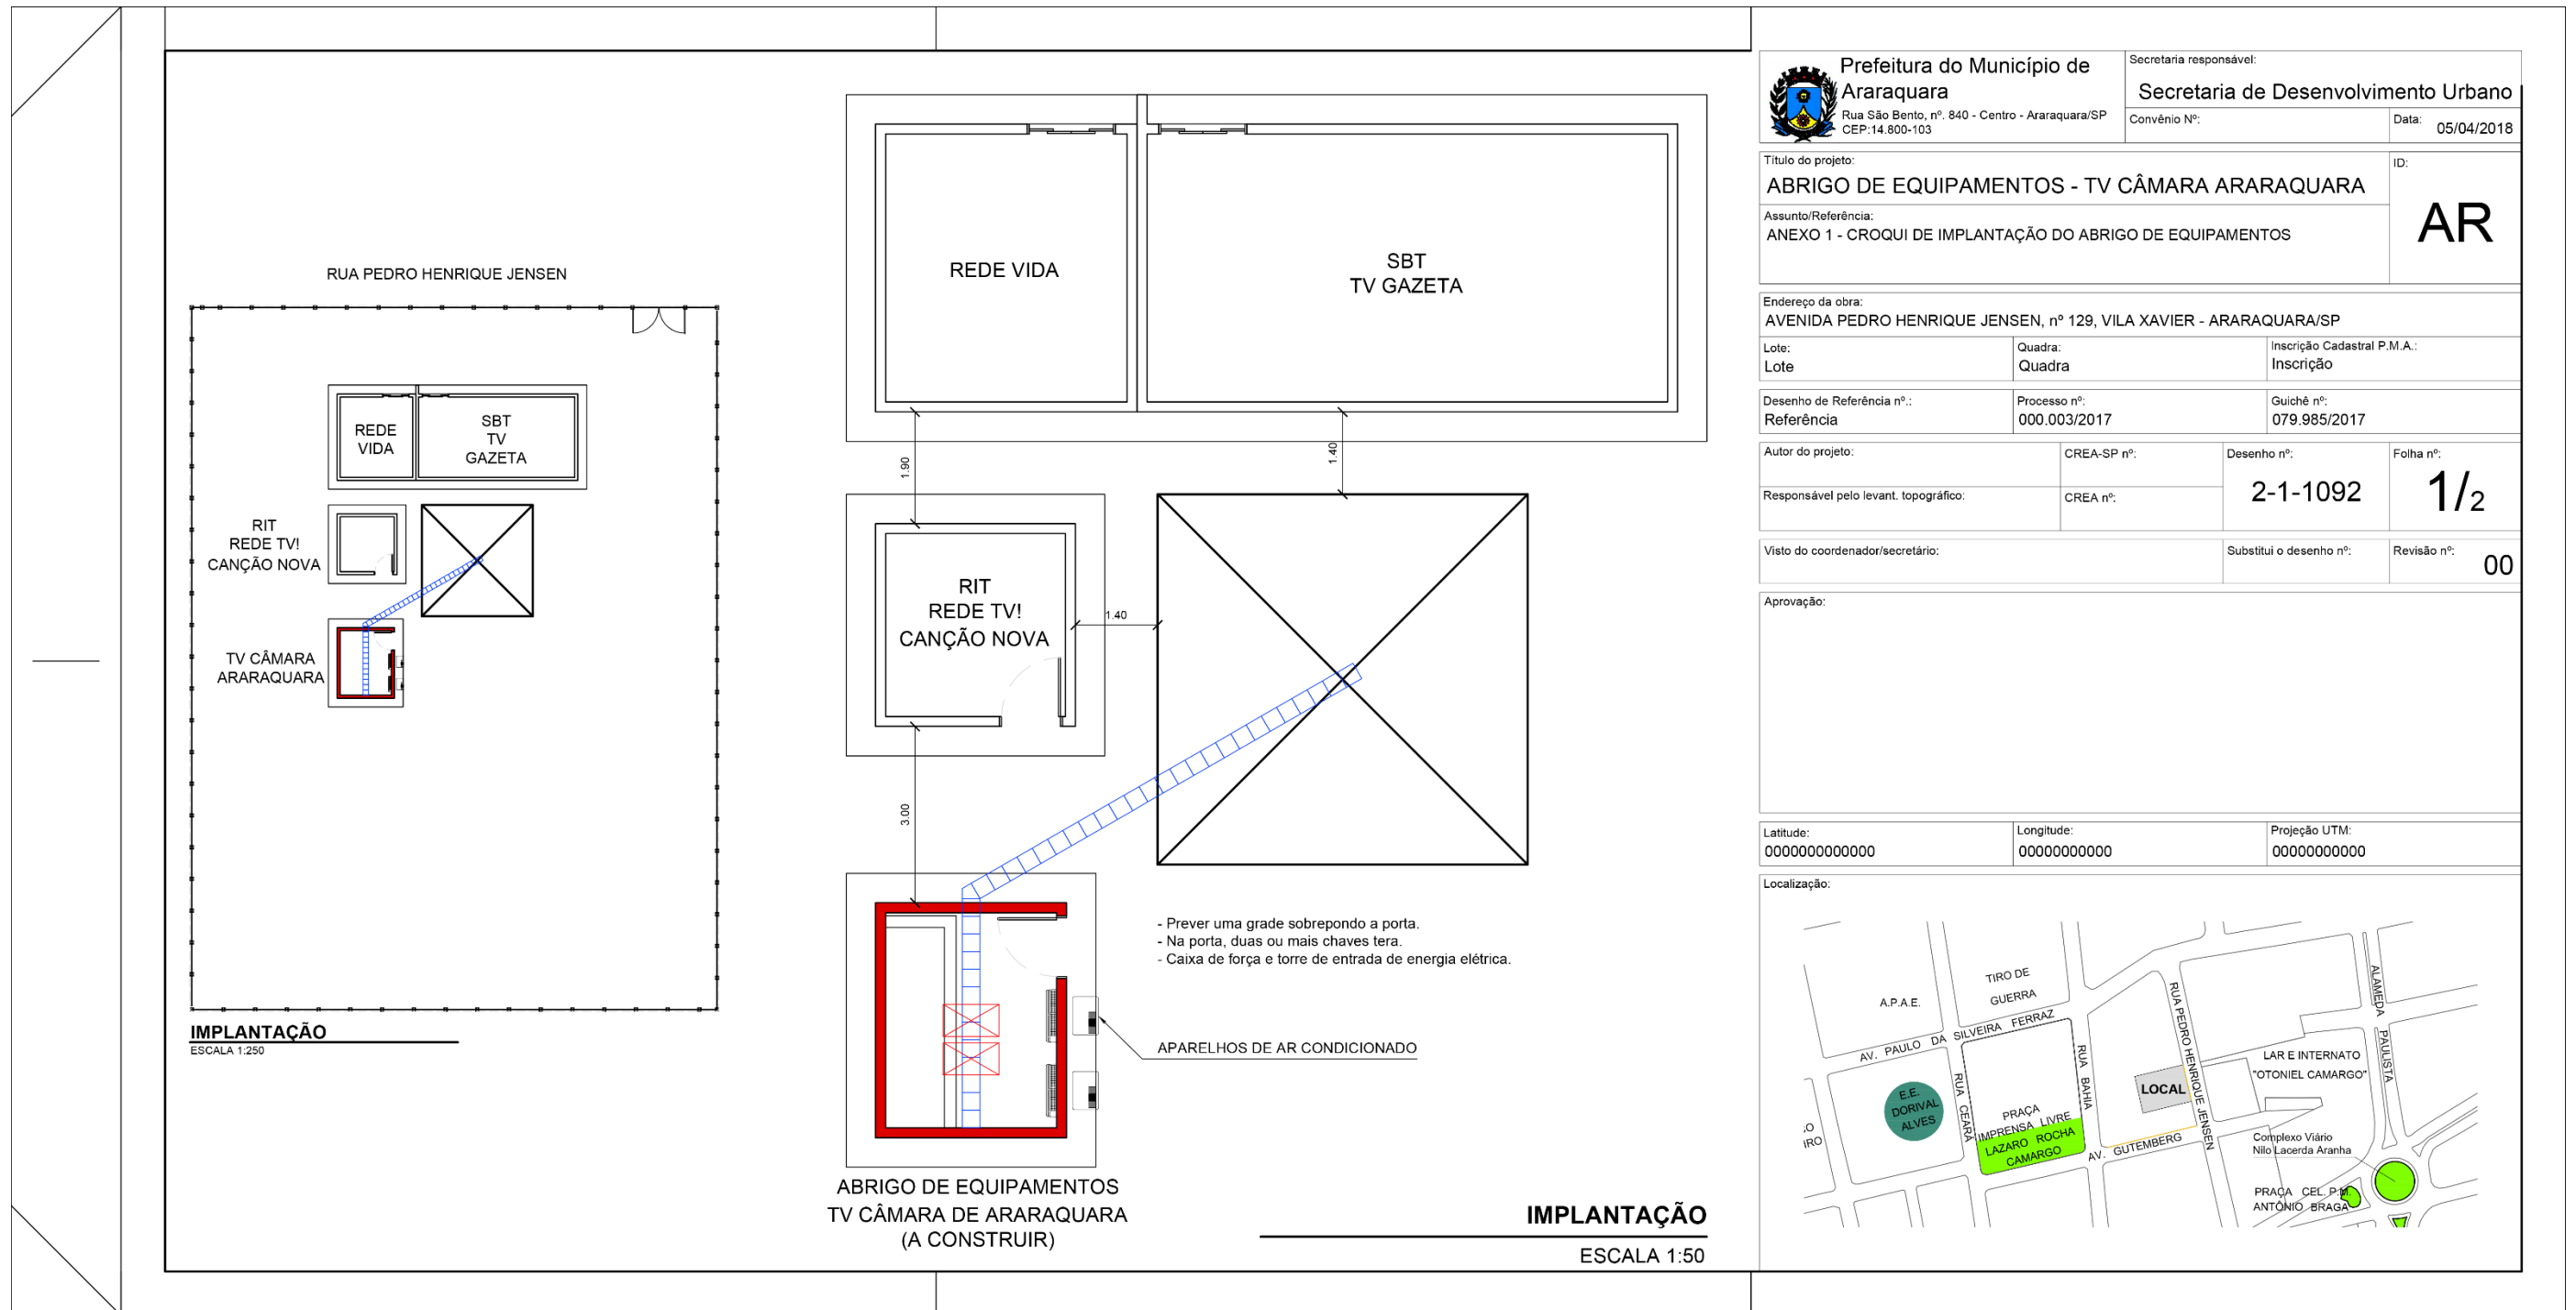 RUA PEDRO HENRIQUE JENSEN
REDE
VIDA
SBT
TV
GAZETA
RIT
REDE TV!
CANÇÃO NOVA
TV CÂMARA
ARARAQUARA
IMPLANTAÇÃO
ESCALA 1:250
REDE VIDA
SBT
TV GAZETA
1.90
1.40
RIT
REDE TV!
CANÇÃO NOVA
1.40
3.00
- Prever uma grade sobrepondo a porta.
- Na porta, duas ou mais chaves tera.
- Caixa de força e torre de entrada de energia elétrica.
APARELHOS DE AR CONDICIONADO
ABRIGO DE EQUIPAMENTOS
TV CÂMARA DE ARARAQUARA
(A CONSTRUIR)
IMPLANTAÇÃO
ESCALA 1:50
Prefeitura do Município de
Araraquara
Rua São Bento, nº. 840 - Centro - Araraquara/SP
CEP:14.800-103
Secretaria responsável:
Secretaria de Desenvolvimento Urbano
Convênio Nº:
Data:
05/04/2018
Título do projeto:
ABRIGO DE EQUIPAMENTOS - TV CÂMARA ARARAQUARA
ID:
AR
Assunto/Referência:
ANEXO 1 - CROQUI DE IMPLANTAÇÃO DO ABRIGO DE EQUIPAMENTOS
Endereço da obra:
AVENIDA PEDRO HENRIQUE JENSEN, nº 129, VILA XAVIER - ARARAQUARA/SP
Lote:
Lote
Quadra:
Quadra
Inscrição Cadastral P.M.A.:
Inscrição
Desenho de Referência nº.:
Referência
Processo nº:
000.003/2017
Guichê nº:
079.985/2017
Autor do projeto:
CREA-SP nº:
Desenho nº:
2-1-1092
Folha nº:
1/2
Responsável pelo levant. topográfico:
CREA nº:
Visto do coordenador/secretário:
Substitui o desenho nº:
Revisão nº:
00
Aprovação:
Latitude:
0000000000000
Longitude:
00000000000
Projeção UTM:
00000000000
Localização:
A.P.A.E.
TIRO DE
GUERRA
AV. PAULO DA SILVEIRA FERRAZ
RUA CEARÁ
RUA BAHIA
RUA PEDRO HENRIQUE JENSEN
ALAMEDA PAULISTA
LAR E INTERNATO
"OTONIEL CAMARGO"
LOCAL
E.E.
DORIVAL
ALVES
PRAÇA
IMPRENSA LIVRE
LAZARO ROCHA
CAMARGO
AV. GUTEMBERG
Complexo Viário
Nilo Lacerda Aranha
PRAÇA CEL. P.M.
ANTÔNIO BRAGA